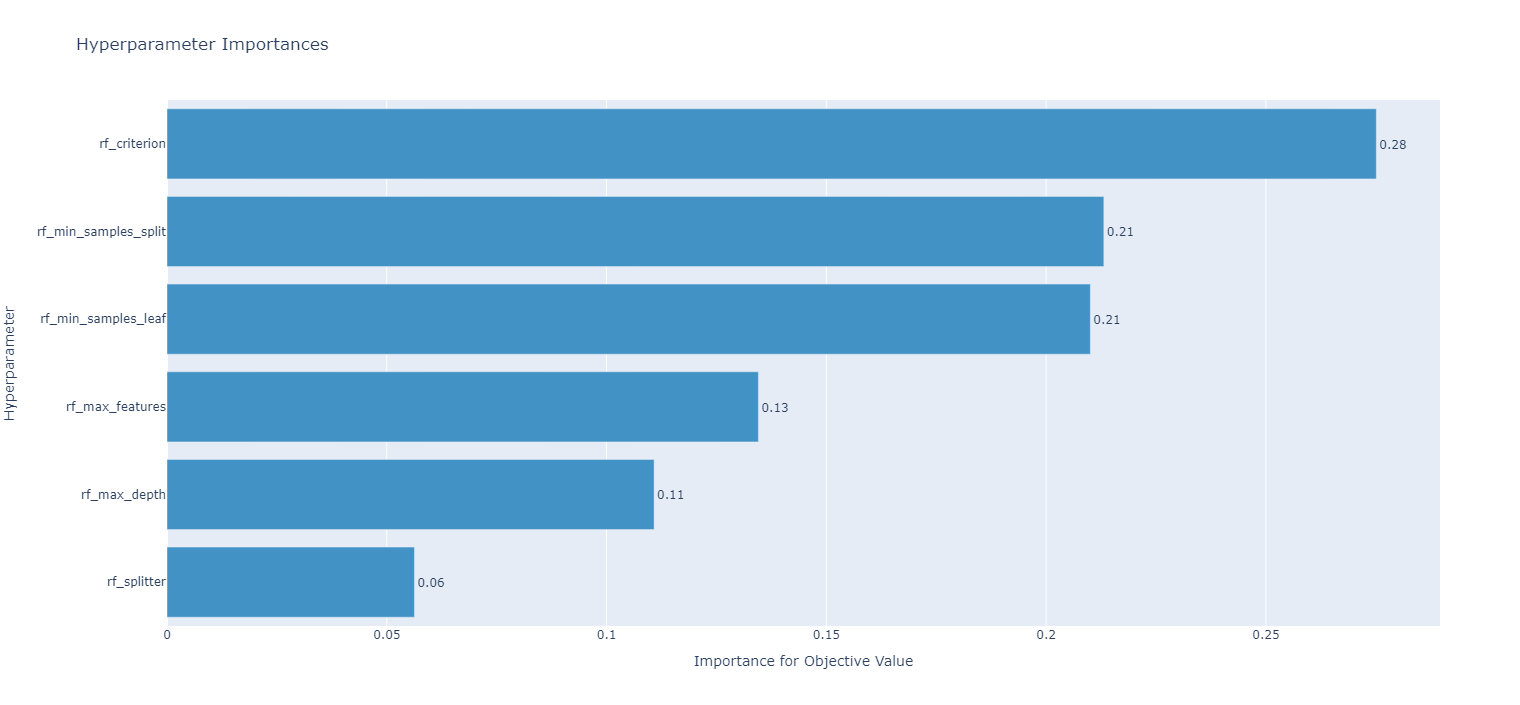 Hyperparameter Importances
Hyperparameter
rf_criterion
0.28
rf_min_samples_split
0.21
rf_min_samples_leaf
0.21
rf_max_features
0.13
rf_max_depth
0.11
rf_splitter
0.06
0 0.05 0.1 0.15 0.2 0.25
Importance for Objective Value